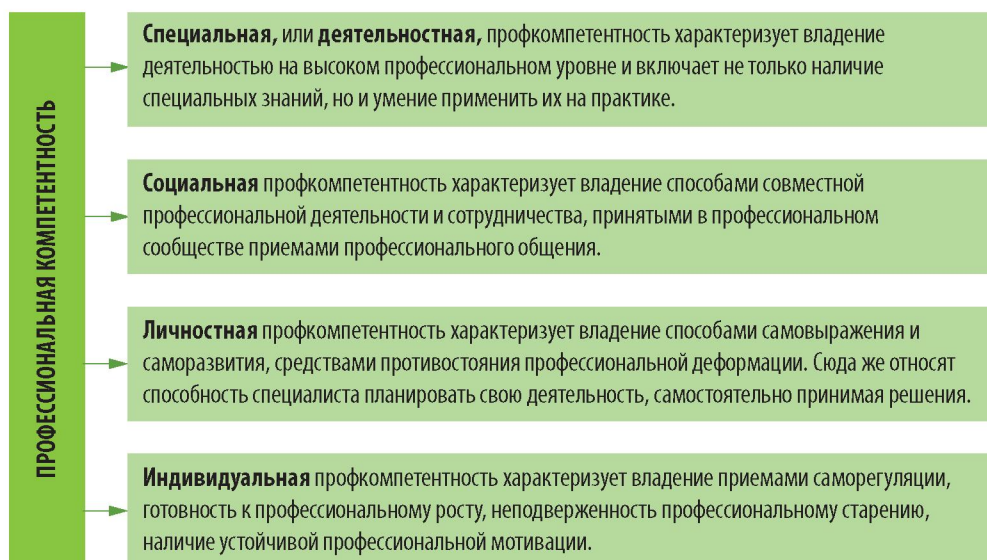 ПРОФЕССИОНАЛЬНАЯ КОМПЕТЕНТНОСТЬ
Специальная, или деятельностная, профкомпетентность характеризует владение
деятельностью на высоком профессиональном уровне и включает не только наличие
специальных знаний, но и умение применить их на практике.
Социальная профкомпетентность характеризует владение способами совместной
профессиональной деятельности и сотрудничества, принятыми в профессиональном
сообществе приемами профессионального общения.
Личностная профкомпетентность характеризует владение способами самовыражения и
саморазвития, средствами противостояния профессиональной деформации. Сюда же относят
способность специалиста планировать свою деятельность, самостоятельно принимая решения.
Индивидуальная профкомпетентность характеризует владение приемами саморегуляции,
готовность к профессиональному росту, неподверженность профессиональному старению,
наличие устойчивой профессиональной мотивации.